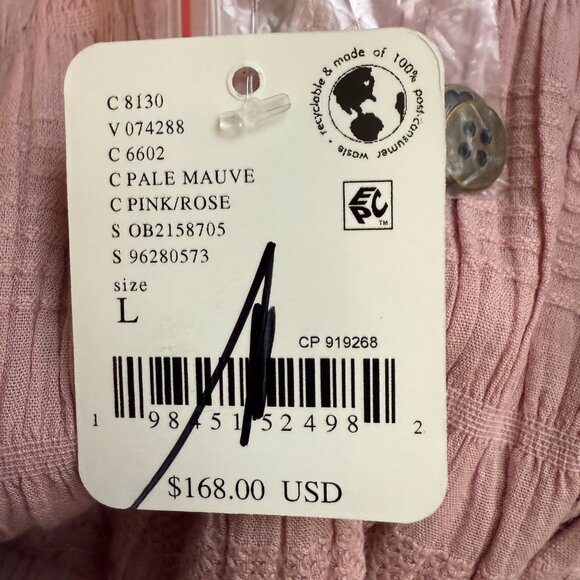 C 8130
V 074288
C 6602
C PALE MAUVE
C PINK/ROSE
S OB2158705
S 96280573
size
L
recyclable & made of 100% post-consumer waste •
EPC
TM
CP 919268
1 98451 52498 2
$168.00 USD